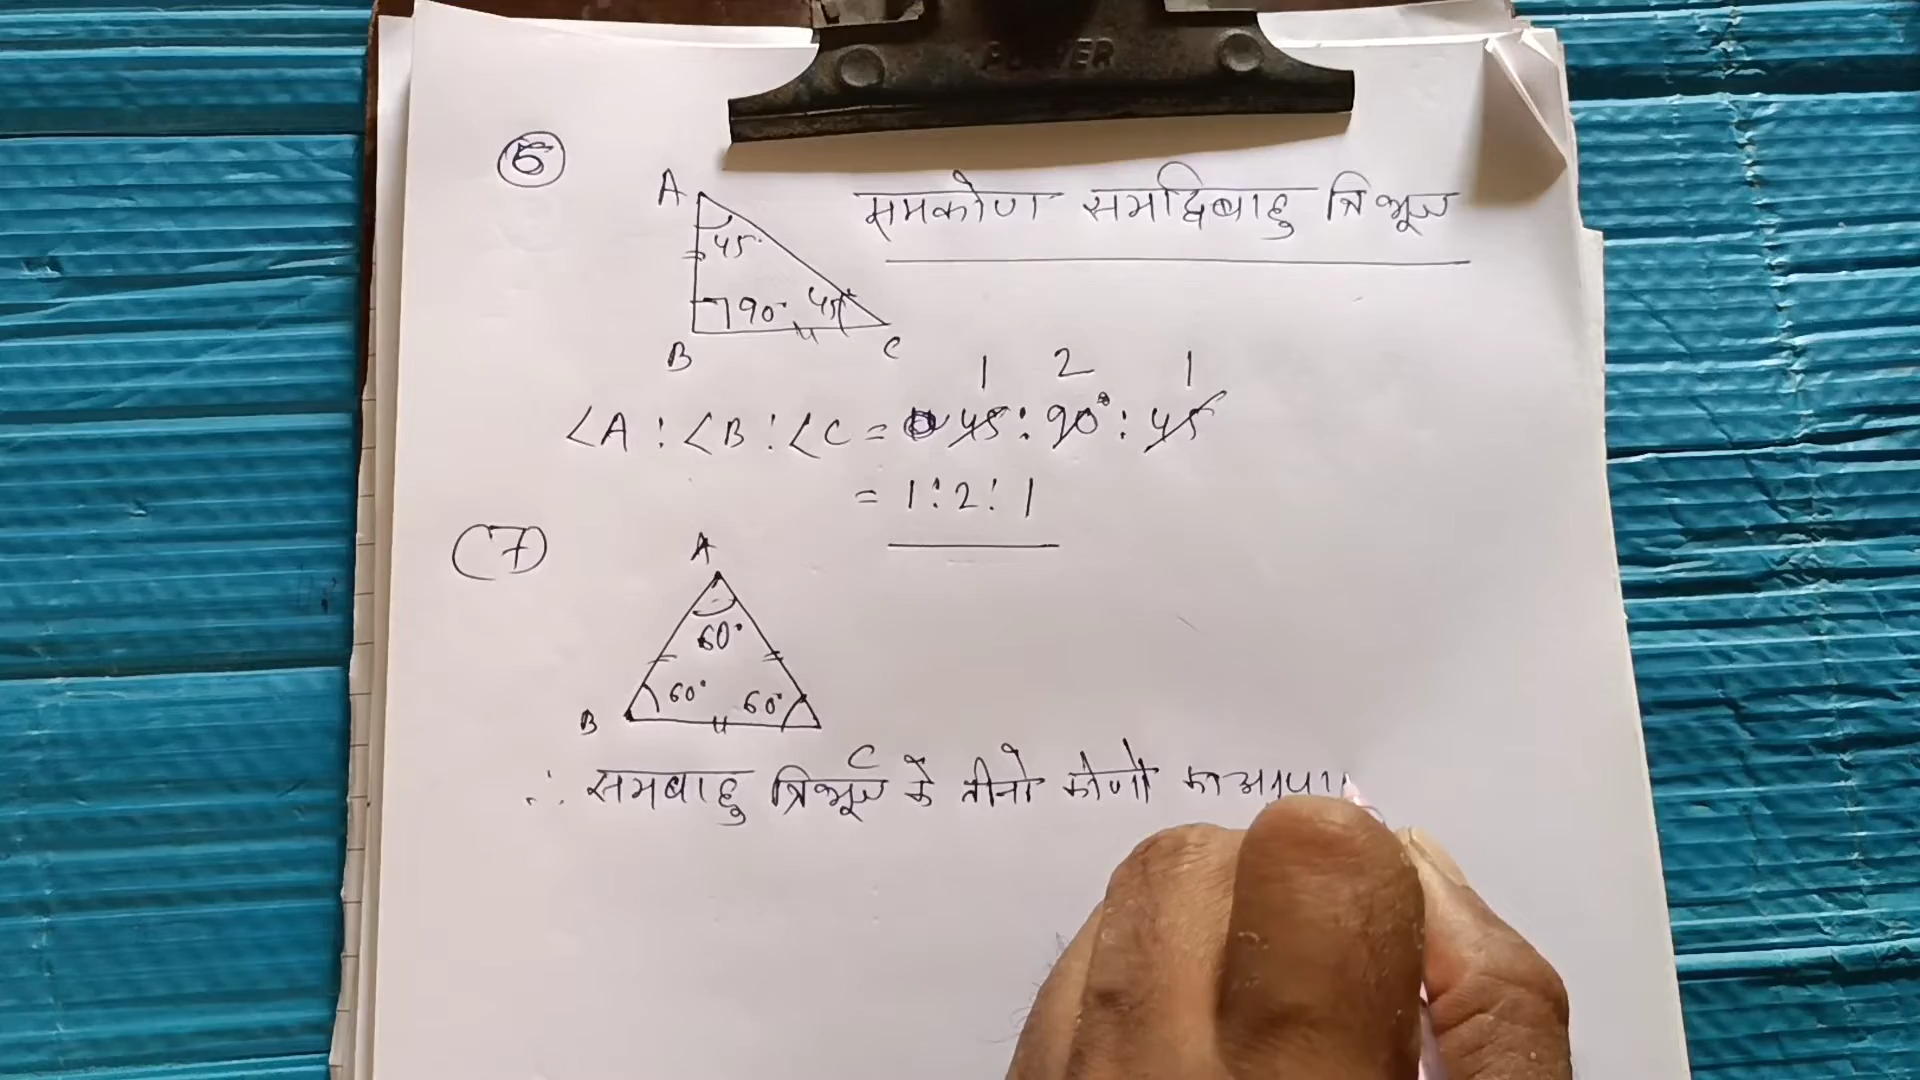 POWER
5
समकोण समद्विबाहु त्रिभुज
A
45°
90° 45°
B C
1 2 1
∠A : ∠B : ∠C = 45 : 90° : 45
= 1 : 2 : 1
(7)
A
60°
60° 60°
B
C
∴ समबाहु त्रिभुज के तीनो कोणो का